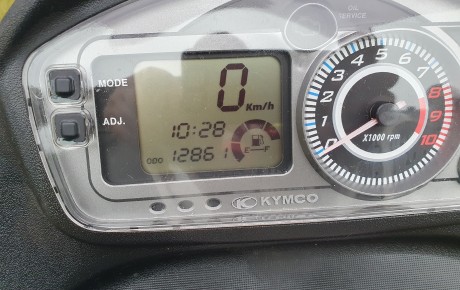 OIL
SERVICE
MODE
ADJ.
0
Km/h
10:28
ODO 12861
E F
KYMCO
0 1 2 3 4 5 6 7 8 9 10
X1000 rpm